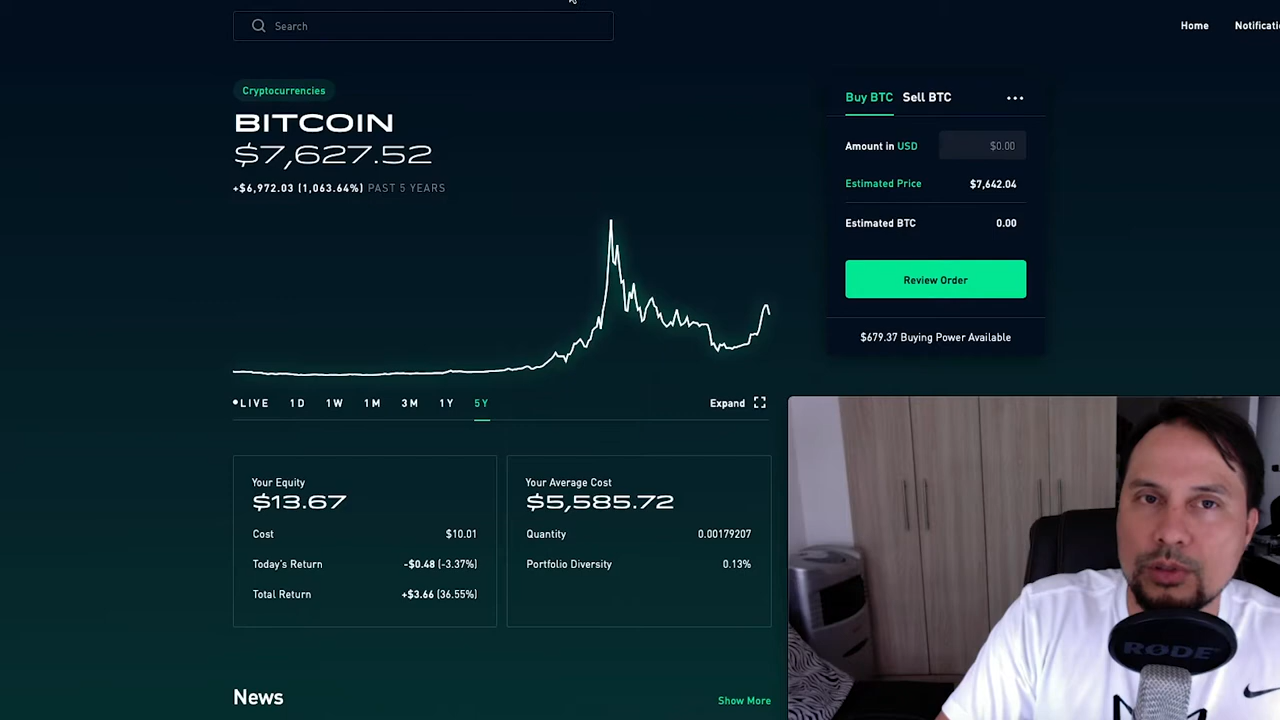 Search
Home
Notificati
Cryptocurrencies
BITCOIN
$7,627.52
+$6,972.03 (1,063.64%) PAST 5 YEARS
Buy BTC Sell BTC
Amount in USD $0.00
Estimated Price $7,642.04
Estimated BTC 0.00
Review Order
$679.37 Buying Power Available
LIVE 1D 1W 1M 3M 1Y 5Y
Expand
Your Equity
$13.67
Cost $10.01
Today's Return -$0.48 (-3.37%)
Total Return +$3.66 (36.55%)
Your Average Cost
$5,585.72
Quantity 0.00179207
Portfolio Diversity 0.13%
News
Show More
RODE